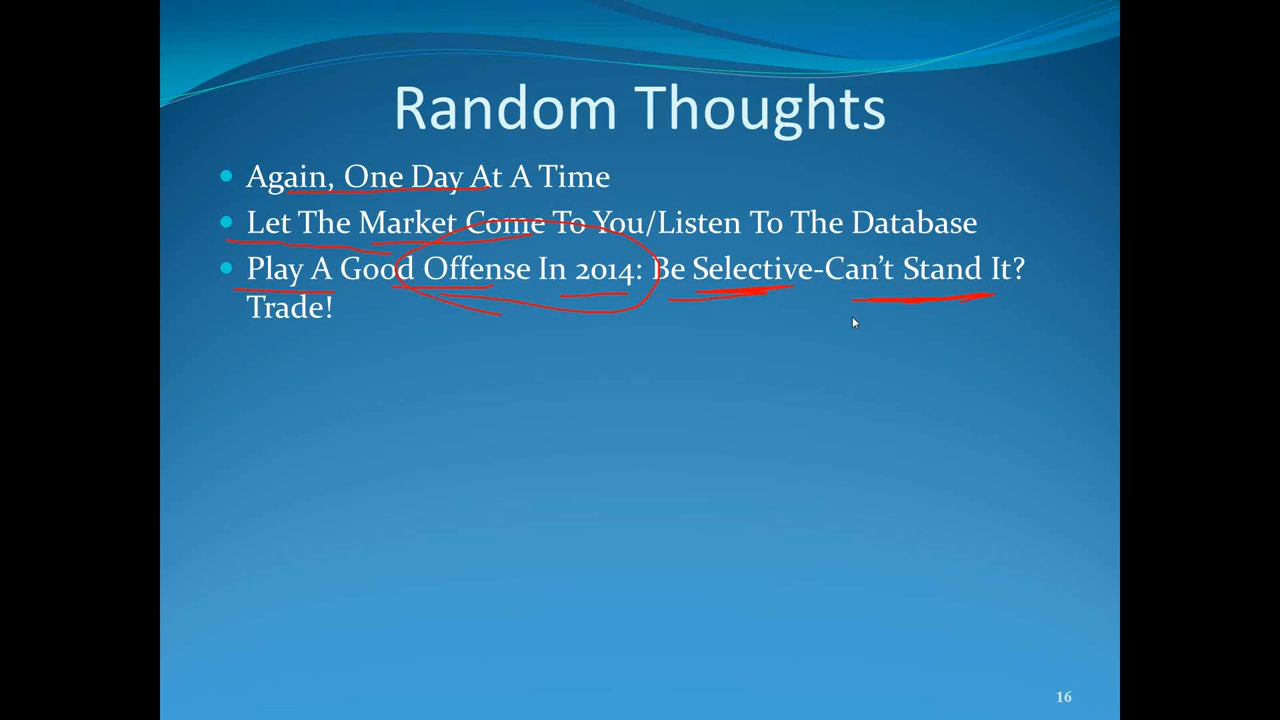 Random Thoughts
Again, One Day At A Time
Let The Market Come To You/Listen To The Database
Play A Good Offense In 2014: Be Selective-Can't Stand It?
Trade!
16